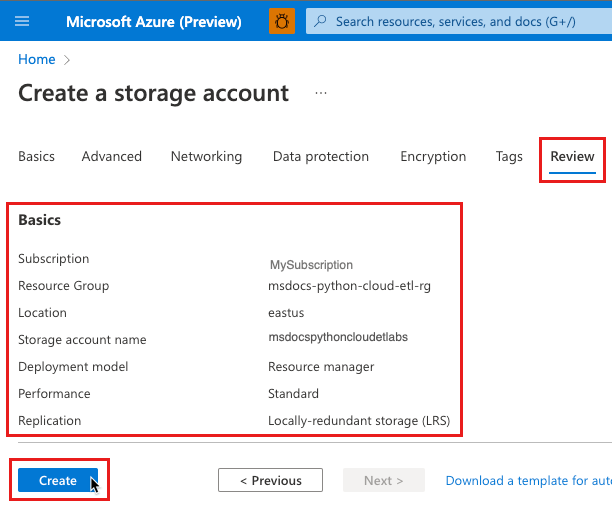 Microsoft Azure (Preview) Search resources, services, and docs (G+/)
Home
Create a storage account ...
Basics Advanced Networking Data protection Encryption Tags Review
Basics
Subscription MySubscription
Resource Group msdocs-python-cloud-etl-rg
Location eastus
Storage account name msdocspythoncloudetlabs
Deployment model Resource manager
Performance Standard
Replication Locally-redundant storage (LRS)
Create < Previous Next > Download a template for auto